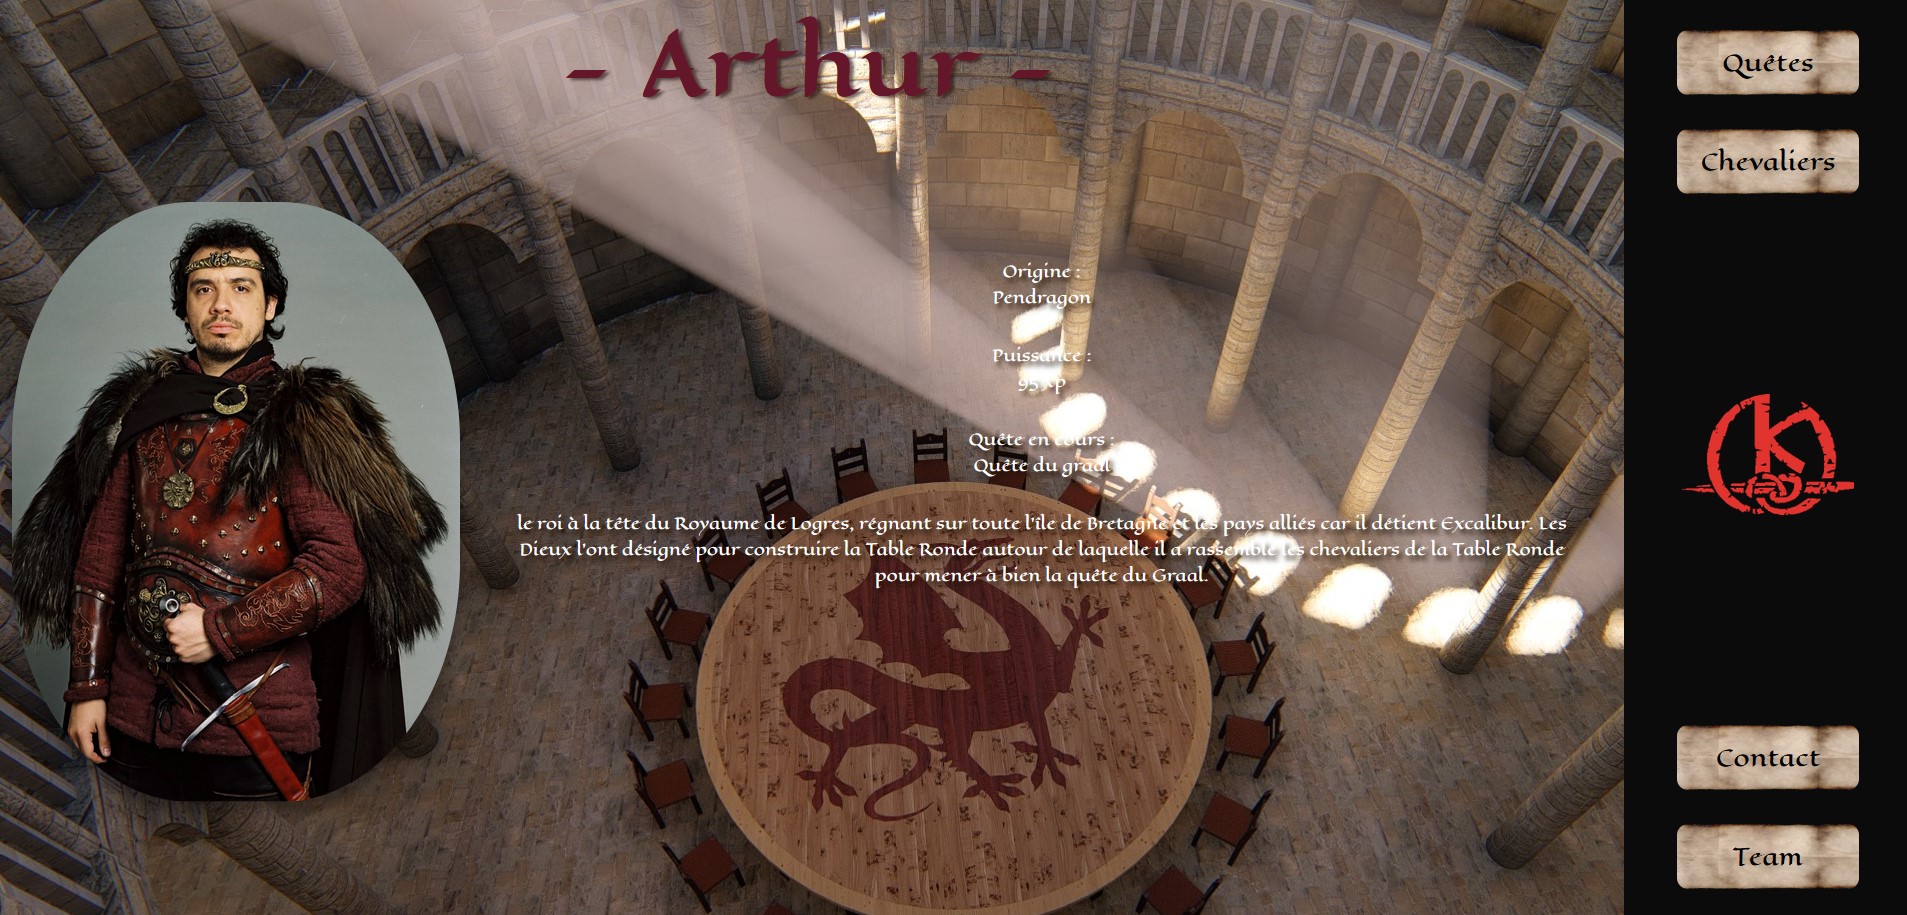 - Arthur -
Origine :
Pendragon
Puissance :
95 xp
Quête en cours :
Quête du graal
le roi à la tête du Royaume de Logres, régnant sur toute l'île de Bretagne et les pays alliés car il détient Excalibur. Les
Dieux l'ont désigné pour construire la Table Ronde autour de laquelle il a rassemblé les chevaliers de la Table Ronde
pour mener à bien la quête du Graal.
Quêtes
Chevaliers
K
Contact
Team